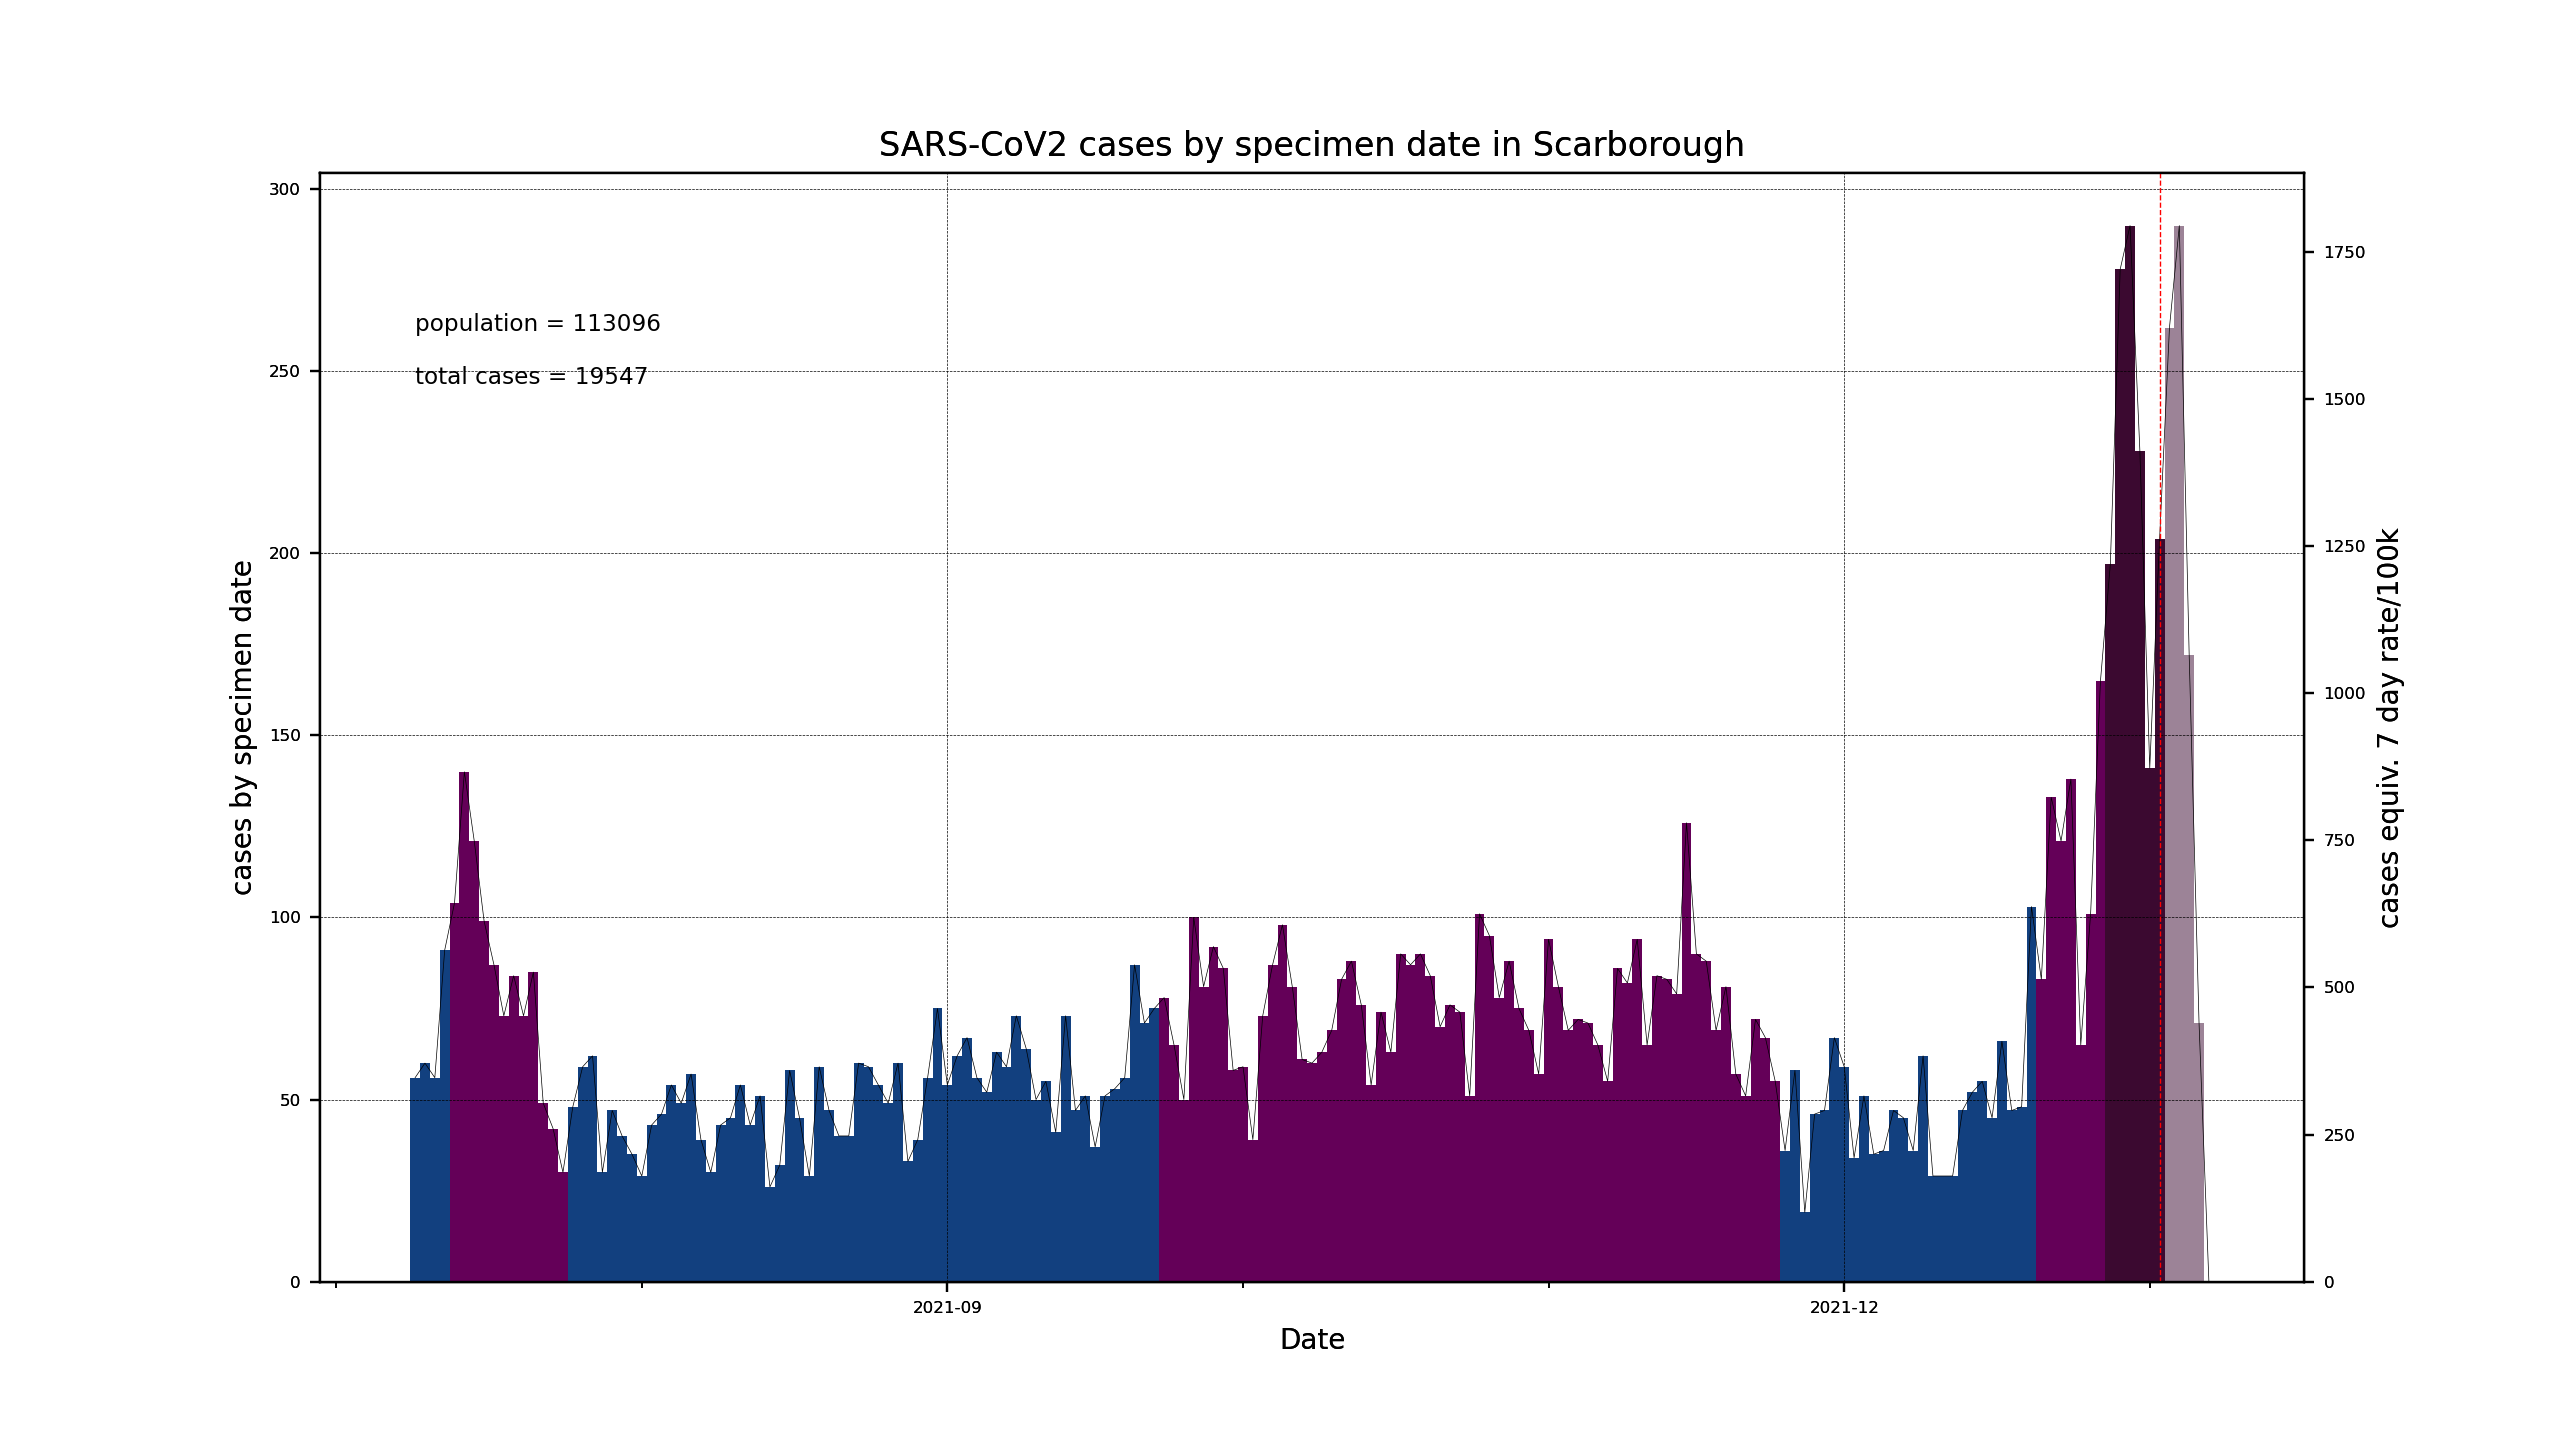 SARS-CoV2 cases by specimen date in Scarborough
300
250
200
150
100
50
0
cases by specimen date
population = 113096
total cases = 19547
1750
1500
1250
1000
750
500
250
0
cases equiv. 7 day rate/100k
2021-09
2021-12
Date